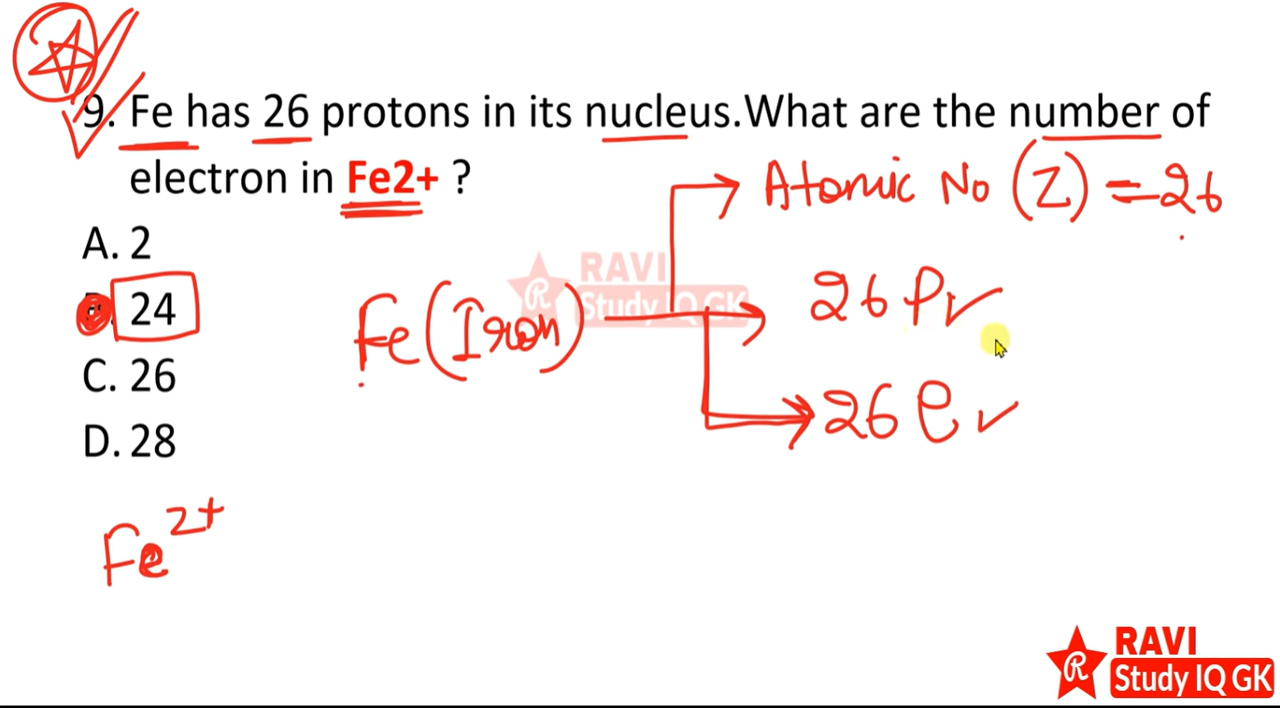 9. Fe has 26 protons in its nucleus.What are the number of
electron in Fe2+ ?
Atomic No (Z) = 26
A. 2
RAVI
Study IQ GK
R
24
26 P
Fe (Iron)
C. 26
26 e
D. 28
Fe2+
RAVI
R
Study IQ GK